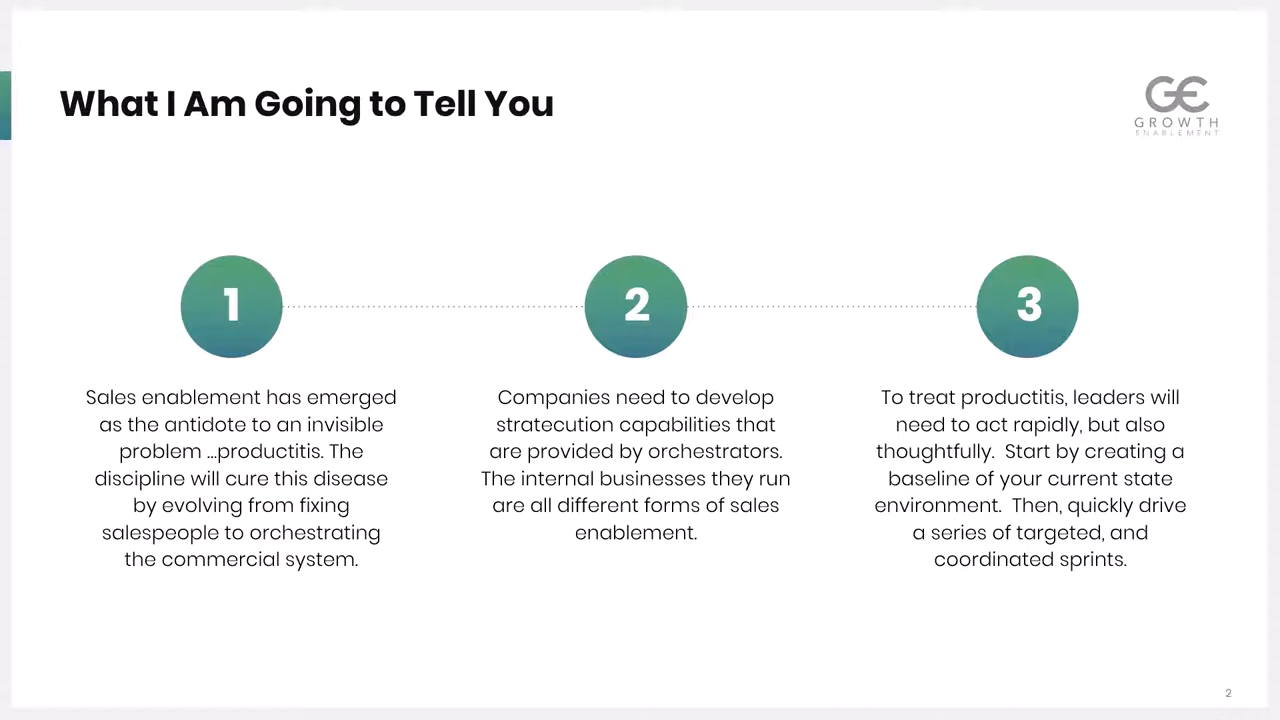 What I Am Going to Tell You
GE
GROWTH
ENABLEMENT
1
2
3
Sales enablement has emerged
as the antidote to an invisible
problem ...productitis. The
discipline will cure this disease
by evolving from fixing
salespeople to orchestrating
the commercial system.
Companies need to develop
stratecution capabilities that
are provided by orchestrators.
The internal businesses they run
are all different forms of sales
enablement.
To treat productitis, leaders will
need to act rapidly, but also
thoughtfully.  Start by creating a
baseline of your current state
environment.  Then, quickly drive
a series of targeted, and
coordinated sprints.
2